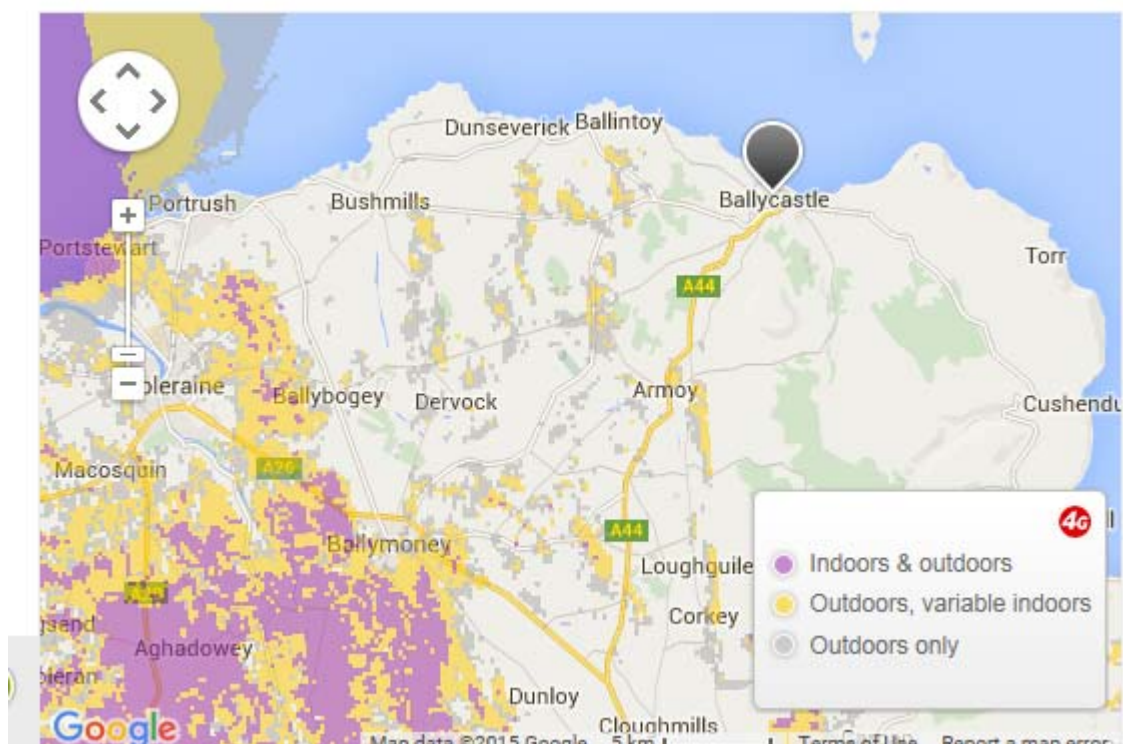 Dunseverick
Ballintoy
Portrush
Bushmills
Ballycastle
Portstewart
Torr
A44
Armoy
Ballybogey
Dervock
Macosquin
A26
4G
A44
Ballymoney
Indoors & outdoors
Loughguile
Outdoors, variable indoors
Corkey
Outdoors only
Aghadowey
Dunloy
Google
Cloughmills
Map data ©2015 Google
5 km
Terms of Use
Report a map error